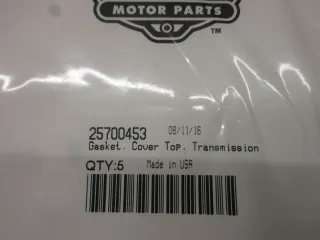 MOTOR PARTS
TM
25700453 08/11/16
Gasket, Cover Top, Transmission
QTY:5 Made in USA